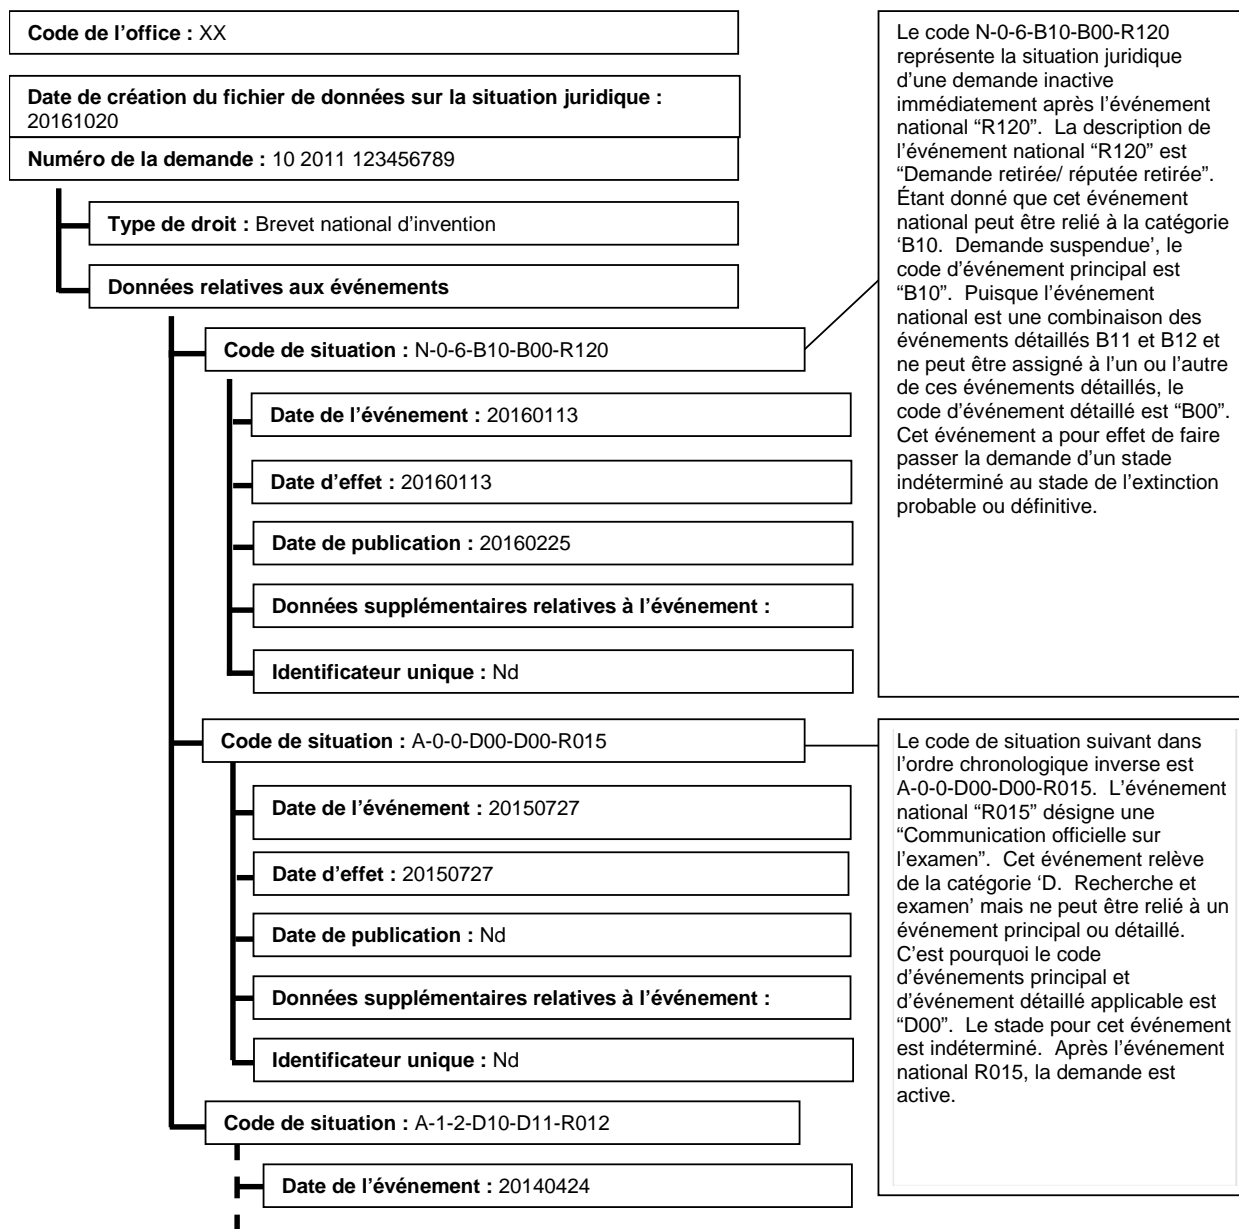 Code de l'office : XX
Date de création du fichier de données sur la situation juridique :
20161020
Numéro de la demande : 10 2011 123456789
Type de droit : Brevet national d'invention
Données relatives aux événements
Code de situation : N-0-6-B10-B00-R120
Date de l'événement : 20160113
Date d'effet : 20160113
Date de publication : 20160225
Données supplémentaires relatives à l'événement :
Identificateur unique : Nd
Code de situation : A-0-0-D00-D00-R015
Date de l'événement : 20150727
Date d'effet : 20150727
Date de publication : Nd
Données supplémentaires relatives à l'événement :
Identificateur unique : Nd
Code de situation : A-1-2-D10-D11-R012
Date de l'événement : 20140424
Le code N-0-6-B10-B00-R120
représente la situation juridique
d'une demande inactive
immédiatement après l'événement
national “R120”. La description de
l'événement national “R120” est
“Demande retirée/ réputée retirée”.
Étant donné que cet événement
national peut être relié à la catégorie
‘B10. Demande suspendue’, le
code d'événement principal est
“B10”. Puisque l'événement
national est une combinaison des
événements détaillés B11 et B12 et
ne peut être assigné à l'un ou l'autre
de ces événements détaillés, le
code d'événement détaillé est “B00”.
Cet événement a pour effet de faire
passer la demande d'un stade
indéterminé au stade de l'extinction
probable ou définitive.
Le code de situation suivant dans
l'ordre chronologique inverse est
A-0-0-D00-D00-R015. L'événement
national “R015” désigne une
“Communication officielle sur
l'examen”. Cet événement relève
de la catégorie ‘D. Recherche et
examen’ mais ne peut être relié à un
événement principal ou détaillé.
C'est pourquoi le code
d'événements principal et
d'événement détaillé applicable est
“D00”. Le stade pour cet événement
est indéterminé. Après l'événement
national R015, la demande est
active.